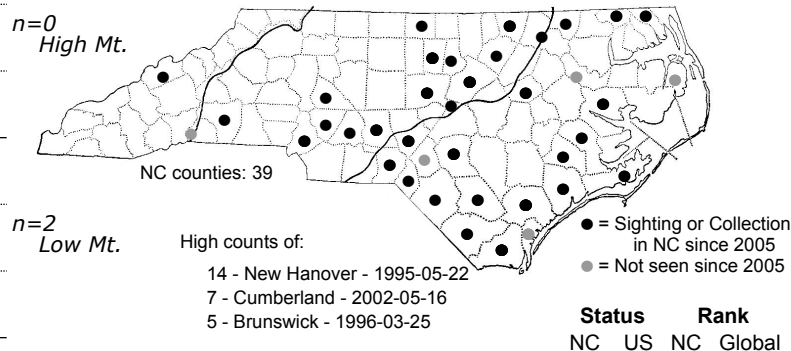 n=0
High Mt.
NC counties: 39
n=2
Low Mt.
High counts of:
14 - New Hanover - 1995-05-22
7 - Cumberland - 2002-05-16
5 - Brunswick - 1996-03-25
= Sighting or Collection
in NC since 2005
= Not seen since 2005
Status Rank
NC US NC Global